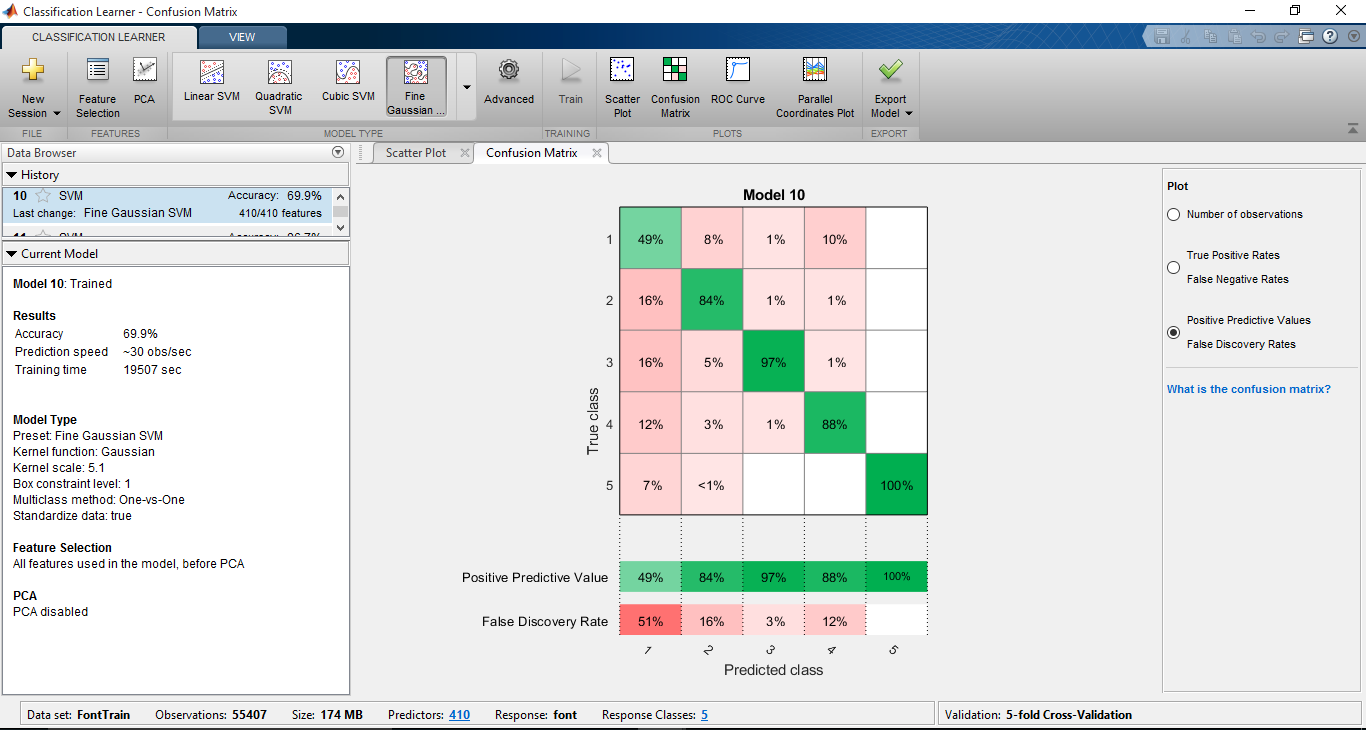 Classification Learner - Confusion Matrix
CLASSIFICATION LEARNER
VIEW
New Session
Feature Selection
PCA
Linear SVM
Quadratic SVM
Cubic SVM
Fine Gaussian ...
Advanced
Train
Scatter Plot
Confusion Matrix
ROC Curve
Parallel Coordinates Plot
Export Model
FILE
FEATURES
MODEL TYPE
TRAINING
PLOTS
EXPORT
Data Browser
History
10 SVM Accuracy: 69.9%
Last change: Fine Gaussian SVM 410/410 features
Current Model
Model 10: Trained
Results
Accuracy 69.9%
Prediction speed ~30 obs/sec
Training time 19507 sec
Model Type
Preset: Fine Gaussian SVM
Kernel function: Gaussian
Kernel scale: 5.1
Box constraint level: 1
Multiclass method: One-vs-One
Standardize data: true
Feature Selection
All features used in the model, before PCA
PCA
PCA disabled
Scatter Plot
Confusion Matrix
Model 10
1 49% 8% 1% 10%
2 16% 84% 1% 1%
3 16% 5% 97% 1%
4 12% 3% 1% 88%
5 7% <1% 100%
True class
Positive Predictive Value 49% 84% 97% 88% 100%
False Discovery Rate 51% 16% 3% 12%
1 2 3 4 5
Predicted class
Plot
Number of observations
True Positive Rates
False Negative Rates
Positive Predictive Values
False Discovery Rates
What is the confusion matrix?
Data set: FontTrain Observations: 55407 Size: 174 MB Predictors: 410 Response: font Response Classes: 5
Validation: 5-fold Cross-Validation